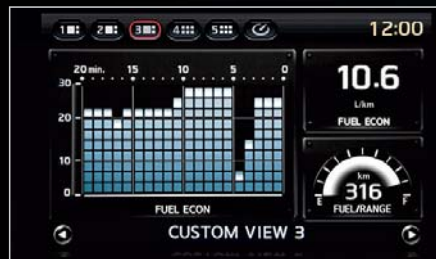 1 2 3 4 5
12:00
20 min. 15 10 5 0
30
20
10
0
FUEL ECON
10.6
L/km
FUEL ECON
km
316
E F
FUEL/RANGE
CUSTOM VIEW 3